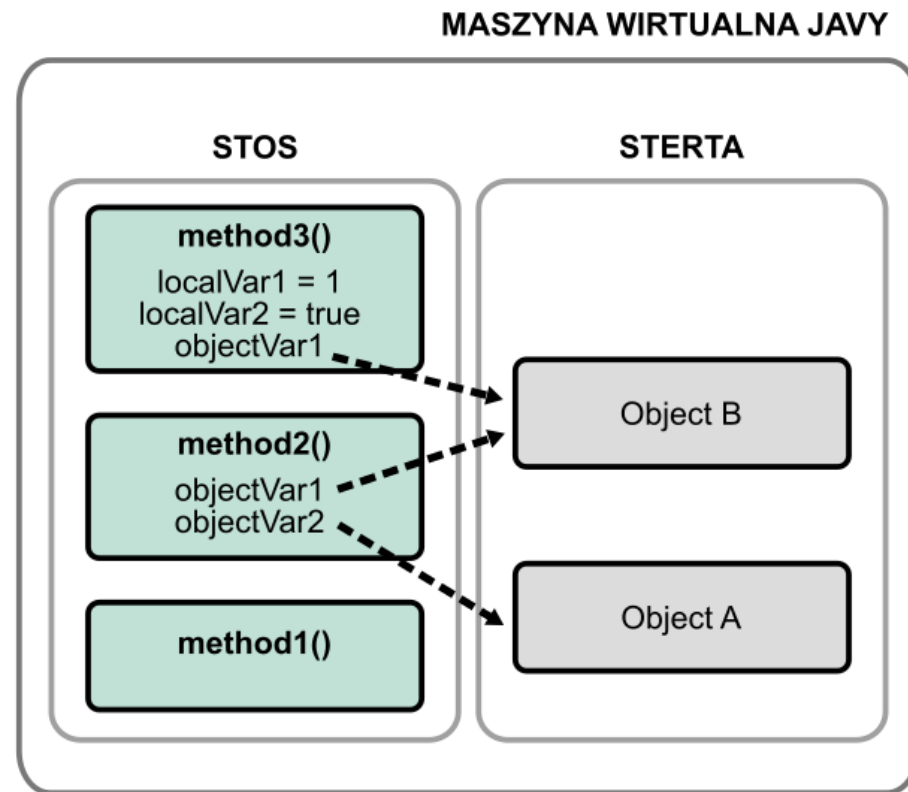 MASZYNA WIRTUALNA JAVY
STOS
method3()
localVar1 = 1
localVar2 = true
objectVar1
method2()
objectVar1
objectVar2
method1()
STERTA
Object B
Object A